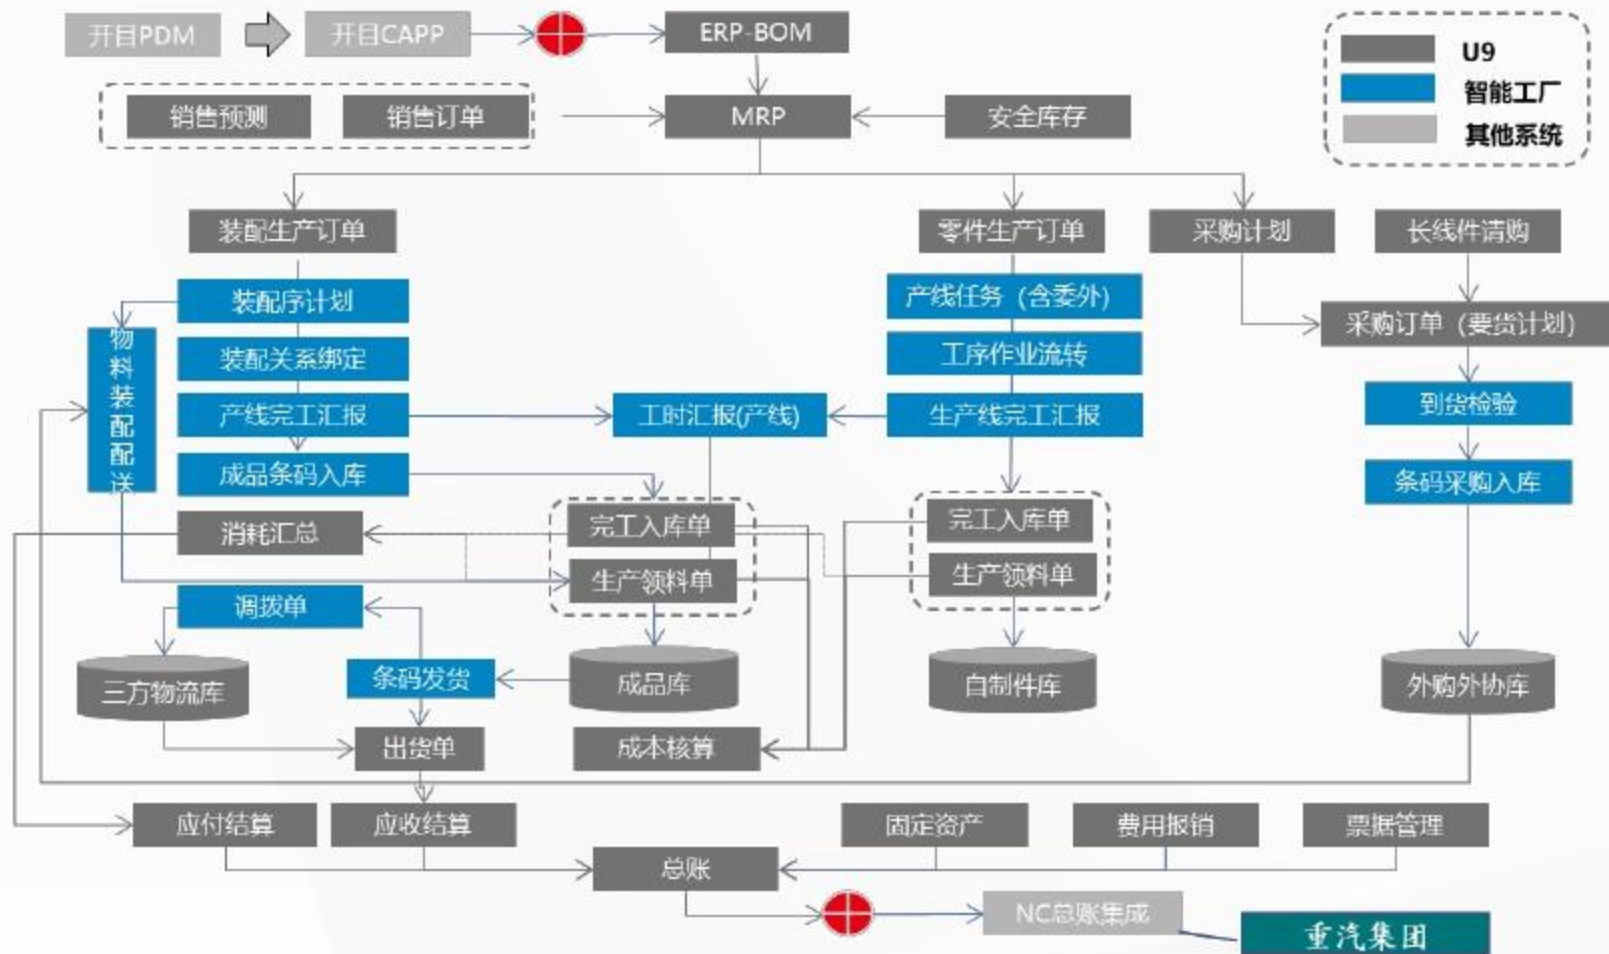 开目PDM
开目CAPP
ERP-BOM
U9
智能工厂
其他系统
销售预测
销售订单
MRP
安全库存
装配生产订单
零件生产订单
采购计划
长线件请购
装配序计划
产线任务（含委外）
采购订单（要货计划）
物料装配配送
装配关系绑定
工序作业流转
产线完工汇报
工时汇报(产线)
生产线完工汇报
到货检验
成品条码入库
条码采购入库
消耗汇总
完工入库单
完工入库单
生产领料单
生产领料单
调拨单
三方物流库
条码发货
成品库
自制件库
外购外协库
出货单
成本核算
应付结算
应收结算
固定资产
费用报销
票据管理
总账
NC总账集成
重汽集团